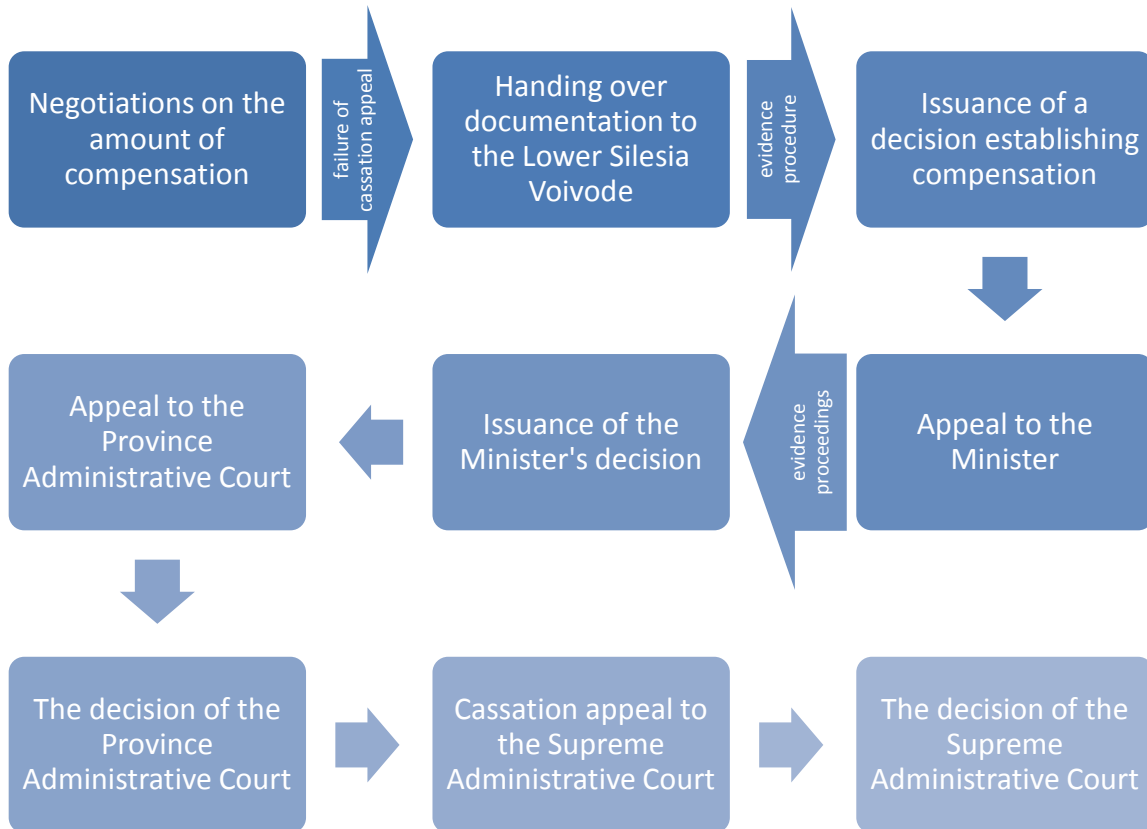 Negotiations on the
amount of
compensation
failure of
cassation appeal
Handing over
documentation to
the Lower Silesia
Voivode
evidence
procedure
Issuance of a
decision establishing
compensation
Appeal to the
Minister
evidence
proceedings
Issuance of the
Minister's decision
Appeal to the
Province
Administrative Court
The decision of the
Province
Administrative Court
Cassation appeal to
the Supreme
Administrative Court
The decision of the
Supreme
Administrative Court